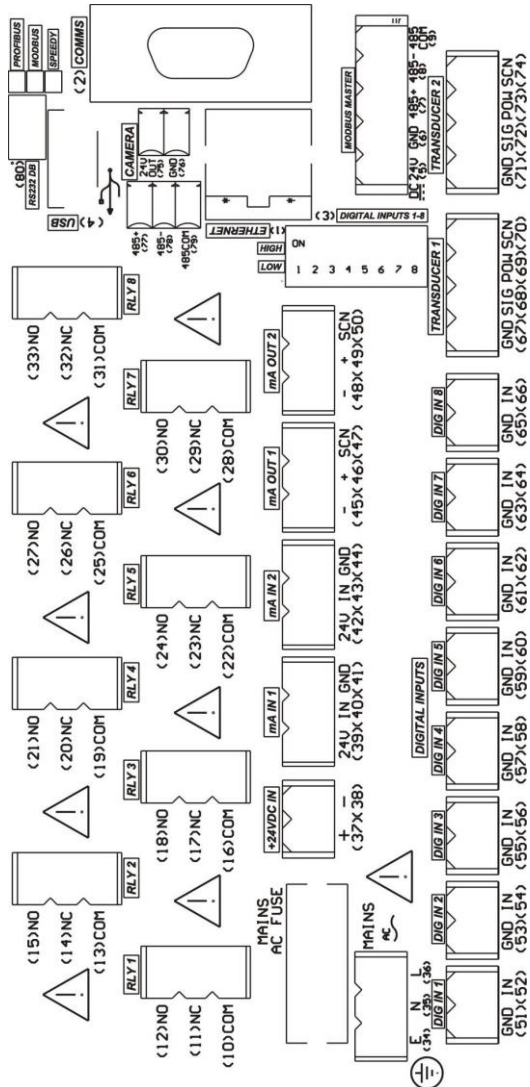 RLY 1
(12)NO
(11)NC
(10)COM
RLY 2
(15)NO
(14)NC
(13)COM
RLY 3
(18)NO
(17)NC
(16)COM
RLY 4
(21)NO
(20)NC
(19)COM
RLY 5
(24)NO
(23)NC
(22)COM
RLY 6
(27)NO
(26)NC
(25)COM
RLY 7
(30)NO
(29)NC
(28)COM
RLY 8
(33)NO
(32)NC
(31)COM
RS232 DB
(80)
PROFIBUS
MODBUS
SPEEDY
(2) COMMS
USB
(4)
CAMERA
24V
OUT
(75)
GND
(76)
485+
(77)
485-
(78)
485COM
(79)
ETHERNET
(1)
(3)
DIGITAL INPUTS 1-8
HIGH
LOW
ON
1 2 3 4 5 6 7 8
MAINS
AC FUSE
MAINS
AC
E N L
(34) (35) (36)
+24VDC IN
+ -
(37)(38)
mA IN 1
24V IN GND
(39)(40)(41)
mA IN 2
24V IN GND
(42)(43)(44)
mA OUT 1
- + SCN
(45)(46)(47)
mA OUT 2
- + SCN
(48)(49)(50)
MODBUS MASTER
DC 24V GND 485+ 485- 485 COM
(5) (6) (7) (8) (9)
DIGITAL INPUTS
DIG IN 1
GND IN
(51)(52)
DIG IN 2
GND IN
(53)(54)
DIG IN 3
GND IN
(55)(56)
DIG IN 4
GND IN
(57)(58)
DIG IN 5
GND IN
(59)(60)
DIG IN 6
GND IN
(61)(62)
DIG IN 7
GND IN
(63)(64)
DIG IN 8
GND IN
(65)(66)
TRANSDUCER 1
GND SIG POW SCN
(67)(68)(69)(70)
TRANSDUCER 2
GND SIG POW SCN
(71)(72)(73)(74)